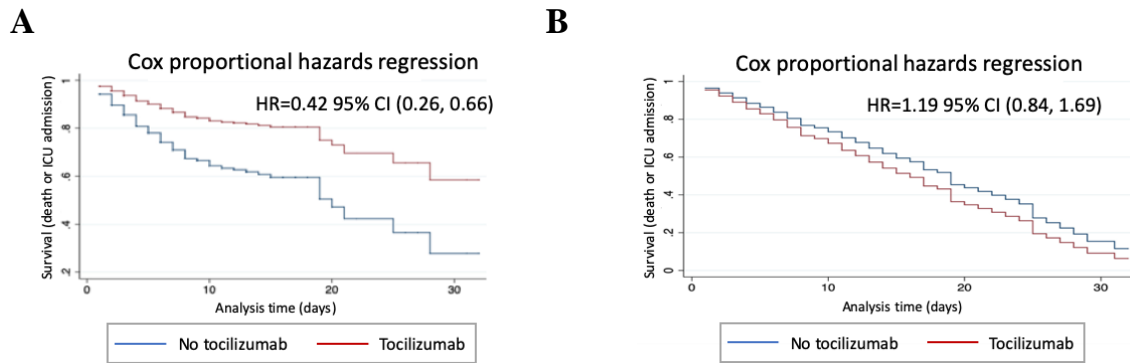 A
Cox proportional hazards regression
HR=0.42 95% CI (0.26, 0.66)
Survival (death or ICU admission)
1
.8
.6
.4
.2
0
10
20
30
Analysis time (days)
No tocilizumab
Tocilizumab
B
Cox proportional hazards regression
HR=1.19 95% CI (0.84, 1.69)
Survival (death or ICU admission)
1
.8
.6
.4
.2
0
0
10
20
30
Analysis time (days)
No tocilizumab
Tocilizumab